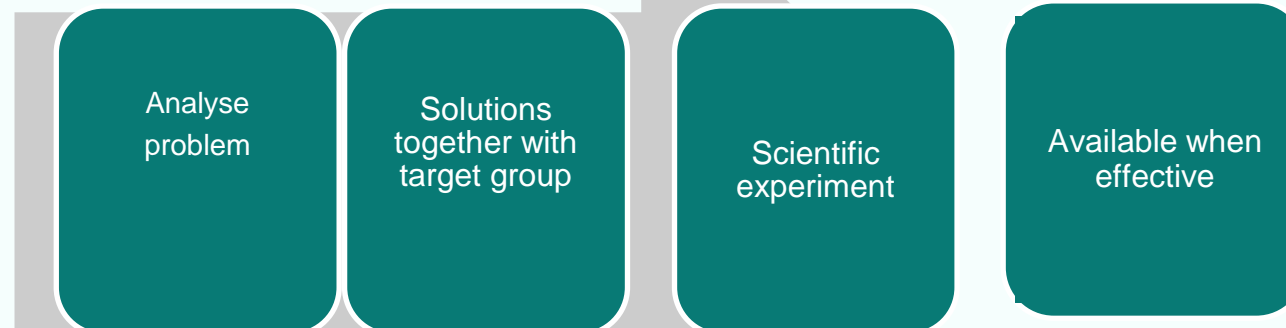 Analyse
problem
Solutions
together with
target group
Scientific
experiment
Available when
effective